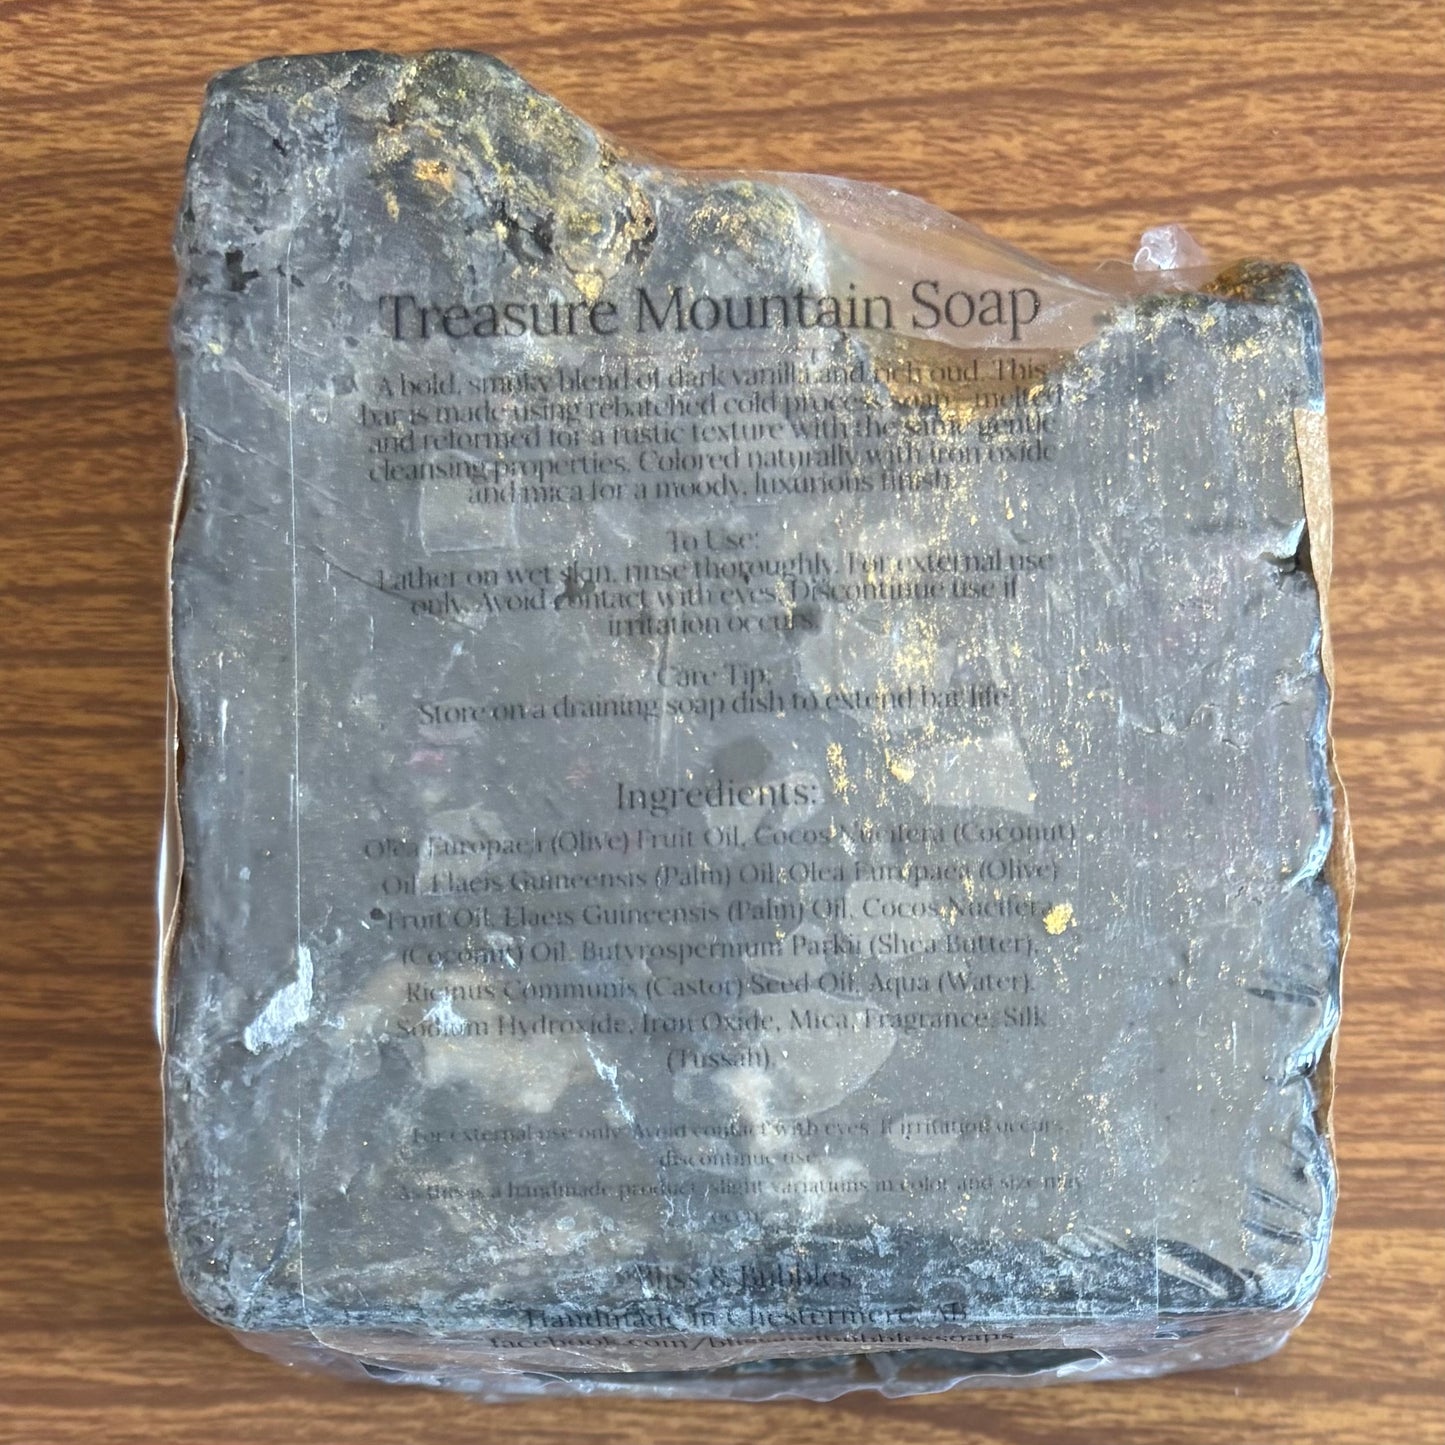 Treasure Mountain Soap
A bold, smoky blend of dark vanilla and rich oud. This
bar is made using rebatched cold process soap - melted
and reformed for a rustic texture with the same gentle
cleansing properties. Colored naturally with iron oxide
and mica for a moody, luxurious finish.
To Use:
Lather on wet skin, rinse thoroughly. For external use
only. Avoid contact with eyes. Discontinue use if
irritation occurs.
Care Tip:
Store on a draining soap dish to extend bar life.
Ingredients:
Olea Europaea (Olive) Fruit Oil, Cocos Nucifera (Coconut)
Oil, Elaeis Guineensis (Palm) Oil, Olea Europaea (Olive)
Fruit Oil, Elaeis Guineensis (Palm) Oil, Cocos Nucifera
(Coconut) Oil, Butyrospermum Parkii (Shea Butter),
Ricinus Communis (Castor) Seed Oil, Aqua (Water),
Sodium Hydroxide, Iron Oxide, Mica, Fragrance, Silk
(Tussah).
For external use only. Avoid contact with eyes. If irritation occurs,
discontinue use.
As this is a handmade product, slight variations in color and size may
occur.
Bliss & Bubbles
Handmade in Chestermere, AB
facebook.com/blissandbubblessoaps